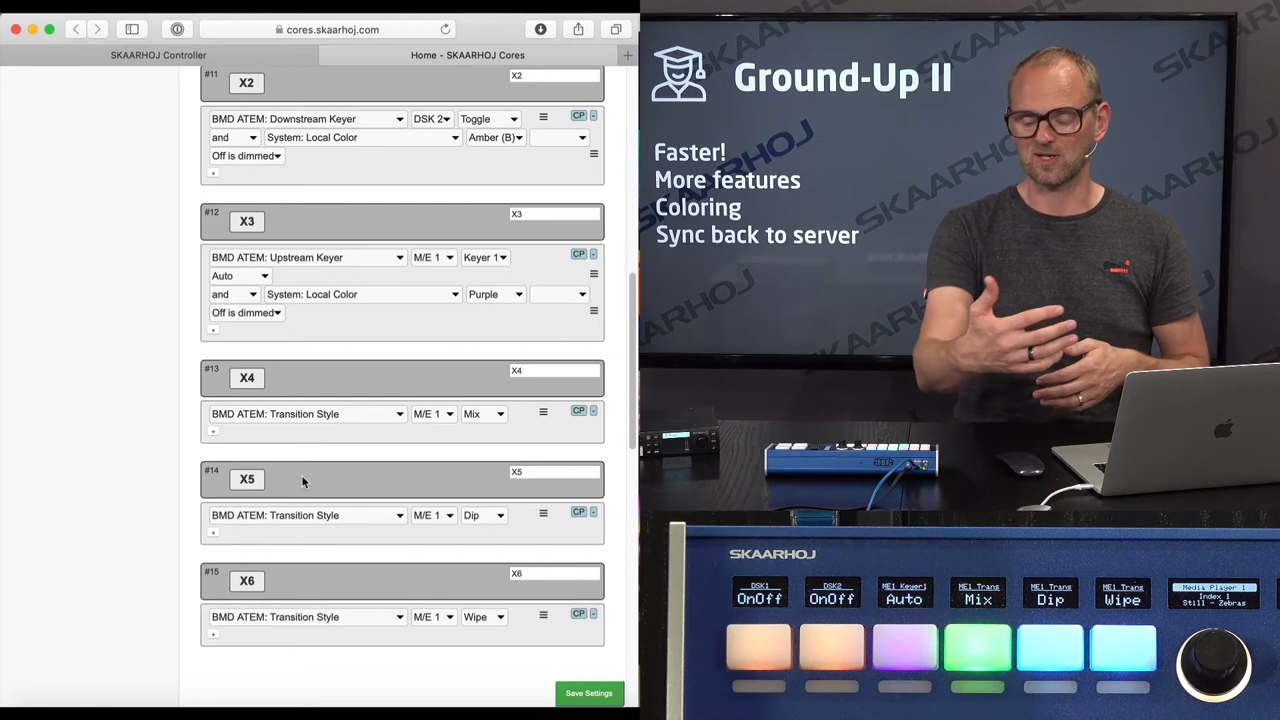 cores.skaarhoj.com
SKAARHOJ Controller
Home - SKAARHOJ Cores
#11
X2
X2
BMD ATEM: Downstream Keyer
DSK 2
Toggle
CP
-
and
System: Local Color
Amber (B)
Off is dimmed
+
#12
X3
X3
BMD ATEM: Upstream Keyer
M/E 1
Keyer 1
CP
-
Auto
and
System: Local Color
Purple
Off is dimmed
+
#13
X4
X4
BMD ATEM: Transition Style
M/E 1
Mix
CP
-
+
#14
X5
X5
BMD ATEM: Transition Style
M/E 1
Dip
CP
-
+
#15
X6
X6
BMD ATEM: Transition Style
M/E 1
Wipe
CP
-
+
Save Settings
Ground-Up II
Faster!
More features
Coloring
Sync back to server
SKAARHOJ
SKAARHOJ
DSK1
OnOff
DSK2
OnOff
ME1 Keyer1
Auto
ME1 Trans
Mix
ME1 Trans
Dip
ME1 Trans
Wipe
Media Player 1
Index 1
Still - Zebras